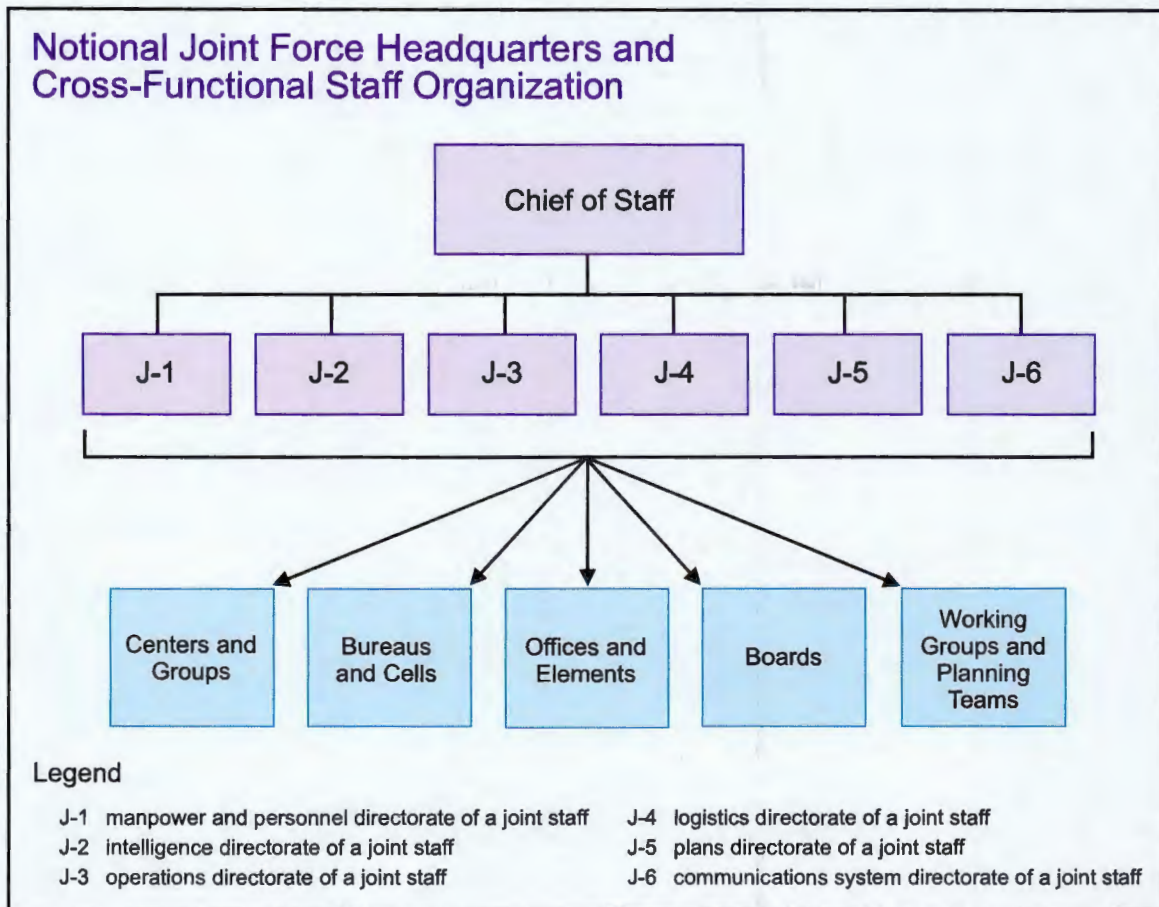 Notional Joint Force Headquarters and
Cross-Functional Staff Organization
Chief of Staff
J-1
J-2
J-3
J-4
J-5
J-6
Centers and
Groups
Bureaus
and Cells
Offices and
Elements
Boards
Working
Groups and
Planning
Teams
Legend
J-1 manpower and personnel directorate of a joint staff
J-2 intelligence directorate of a joint staff
J-3 operations directorate of a joint staff
J-4 logistics directorate of a joint staff
J-5 plans directorate of a joint staff
J-6 communications system directorate of a joint staff